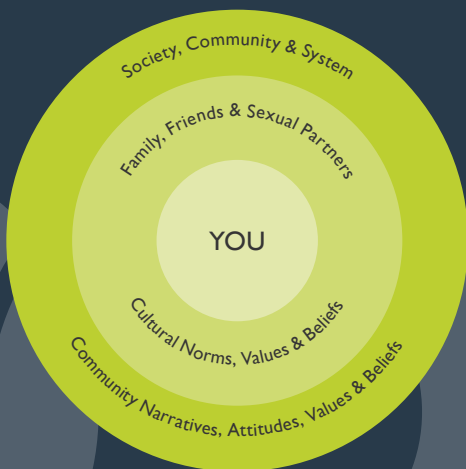 Society, Community & System
Family, Friends & Sexual Partners
YOU
Cultural Norms, Values & Beliefs
Community Narratives, Attitudes, Values & Beliefs